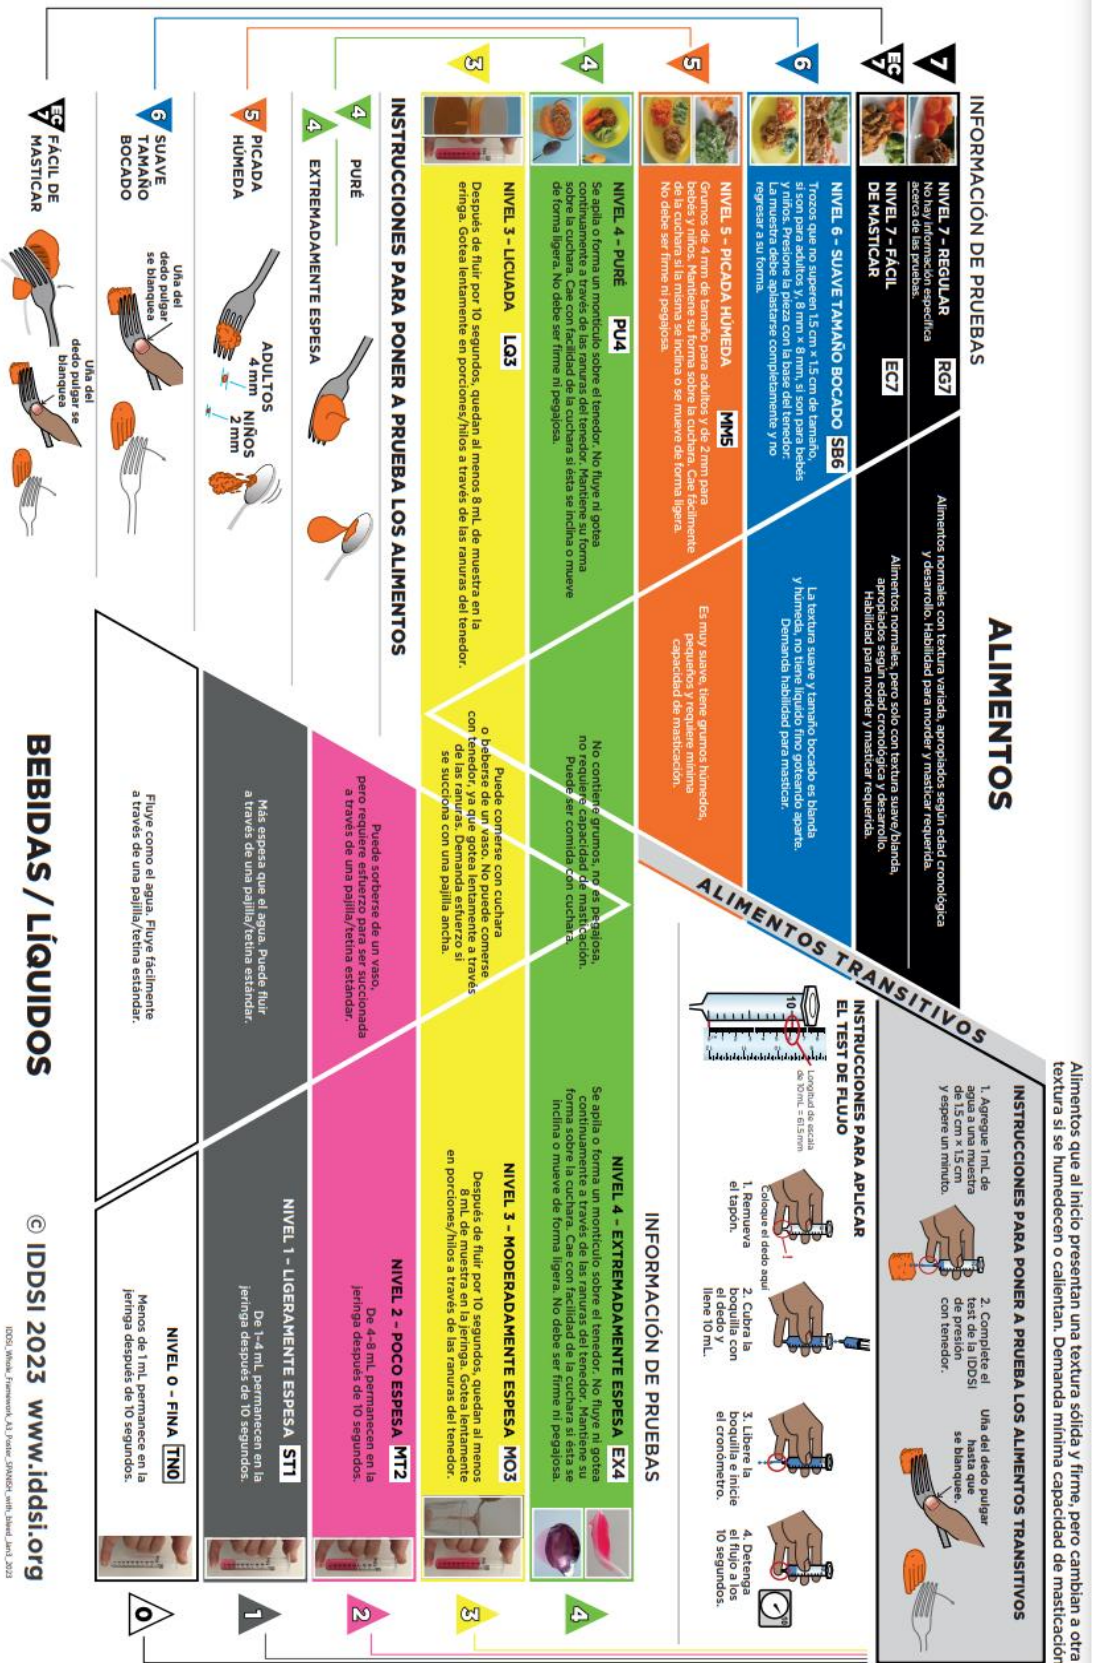 Alimentos que al inicio presentan una textura sólida y firme, pero cambian a otra
textura si se humedecen o calientan. Demanda mínima capacidad de masticación
ALIMENTOS
INFORMACIÓN DE PRUEBAS
7
NIVEL 7 – REGULAR
RG7
No hay información específica
acerca de las pruebas.
Alimentos normales con textura variada, apropiados según edad cronológica
y desarrollo. Habilidad para morder y masticar requerida.
EC
7
NIVEL 7 – FÁCIL
DE MASTICAR
EC7
Alimentos normales, pero solo con textura suave/blanda,
apropiados según edad cronológica y desarrollo.
Habilidad para morder y masticar requerida.
6
NIVEL 6 – SUAVE TAMAÑO BOCADO
SB6
Trozos que no superen 1.5 cm × 1.5 cm de tamaño,
si son para adultos y, 8 mm × 8 mm, si son para bebés
y niños. Presione la pieza con la base del tenedor:
La muestra debe aplastarse completamente y no
regresar a su forma.
La textura suave y tamaño bocado es blanda
y húmeda, no tiene líquido fino goteando aparte.
Demanda habilidad para masticar.
5
NIVEL 5 – PICADA HÚMEDA
MM5
Grumos de 4 mm de tamaño para adultos y de 2 mm para
bebés y niños. Mantiene su forma sobre la cuchara. Cae fácilmente
de la cuchara si la misma se inclina o se mueve de forma ligera.
No debe ser firme ni pegajosa.
Es muy suave, tiene grumos húmedos,
pequeños y requiere mínima
capacidad de masticación.
4
NIVEL 4 – PURÉ
PU4
Se apila o forma un montículo sobre el tenedor. No fluye ni gotea
continuamente a través de las ranuras del tenedor. Mantiene su forma
sobre la cuchara. Cae con facilidad de la cuchara si ésta se inclina o mueve
de forma ligera. No debe ser firme ni pegajosa.
No contiene grumos, no es pegajosa,
no requiere capacidad de masticación.
Puede ser comida con cuchara.
3
NIVEL 3 – LICUADA
LQ3
Después de fluir por 10 segundos, quedan al menos 8 mL de muestra en la
eringa. Gotea lentamente en porciones/hilos a través de las ranuras del tenedor.
Puede comerse con cuchara
o beberse de un vaso. No puede comerse
con tenedor, ya que gotea lentamente a través
de las ranuras. Demanda esfuerzo si
se succiona con una pajilla ancha.
ALIMENTOS TRANSITIVOS
INSTRUCCIONES PARA PONER A PRUEBA LOS ALIMENTOS TRANSITIVOS
1. Agregue 1 mL de
agua a una muestra
de 1.5 cm × 1.5 cm
y espere un minuto.
2. Complete el
test de la IDDSI
de presión
con tenedor.
Uña del dedo pulgar
hasta que
se blanquee.
INSTRUCCIONES PARA APLICAR
EL TEST DE FLUJO
10
Longitud de escala
de 10 mL = 61.5 mm
Coloque el dedo aquí
!
1. Remueva
el tapón.
2. Cubra la
boquilla con
el dedo y
llene 10 mL.
3. Libere la
boquilla e inicie
el cronómetro.
4. Detenga
el flujo a los
10 segundos.
10
INFORMACIÓN DE PRUEBAS
NIVEL 4 – EXTREMADAMENTE ESPESA
EX4
Se apila o forma un montículo sobre el tenedor. No fluye ni gotea
continuamente a través de las ranuras del tenedor. Mantiene su
forma sobre la cuchara. Cae con facilidad de la cuchara si ésta se
inclina o mueve de forma ligera. No debe ser firme ni pegajosa.
4
NIVEL 3 – MODERADAMENTE ESPESA
MO3
Después de fluir por 10 segundos, quedan al menos
8 mL de muestra en la jeringa. Gotea lentamente
en porciones/hilos a través de las ranuras del tenedor.
3
Puede sorberse de un vaso,
pero requiere esfuerzo para ser succionada
a través de una pajilla/tetina estándar.
NIVEL 2 – POCO ESPESA
MT2
De 4–8 mL permanecen en la
jeringa después de 10 segundos.
2
Más espesa que el agua. Puede fluir
a través de una pajilla/tetina estándar.
NIVEL 1 – LIGERAMENTE ESPESA
ST1
De 1–4 mL permanecen en la
jeringa después de 10 segundos.
1
Fluye como el agua. Fluye fácilmente
a través de una pajilla/tetina estándar.
NIVEL 0 – FINA
TN0
Menos de 1 mL permanece en la
jeringa después de 10 segundos.
0
INSTRUCCIONES PARA PONER A PRUEBA LOS ALIMENTOS
4
PURÉ
4
EXTREMADAMENTE ESPESA
5
PICADA
HÚMEDA
ADULTOS
4 mm
NIÑOS
2 mm
6
SUAVE
TAMAÑO
BOCADO
Uña del
dedo pulgar
se blanquea
EC
7
FÁCIL DE
MASTICAR
Uña del
dedo pulgar se
blanquea
BEBIDAS / LÍQUIDOS
© IDDSI 2023 www.iddsi.org
IDDSI_Whole_Framework_A3_Poster_SPANISH_with_bleed_Jan3_2023